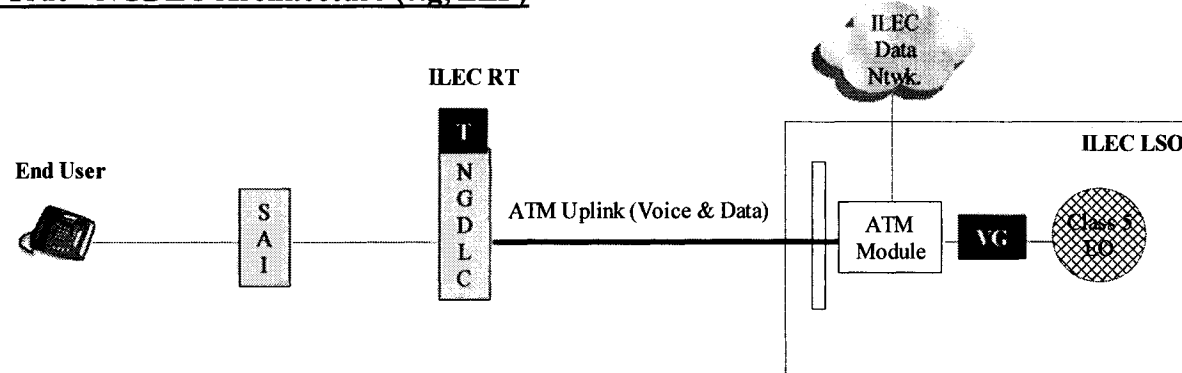 ILEC
Data
Ntwk.
ILEC RT
T
ILEC LSO
End User
N
G
D
L
C
S
A
I
ATM Uplink (Voice & Data)
ATM
Module
VG
Class 5
EO